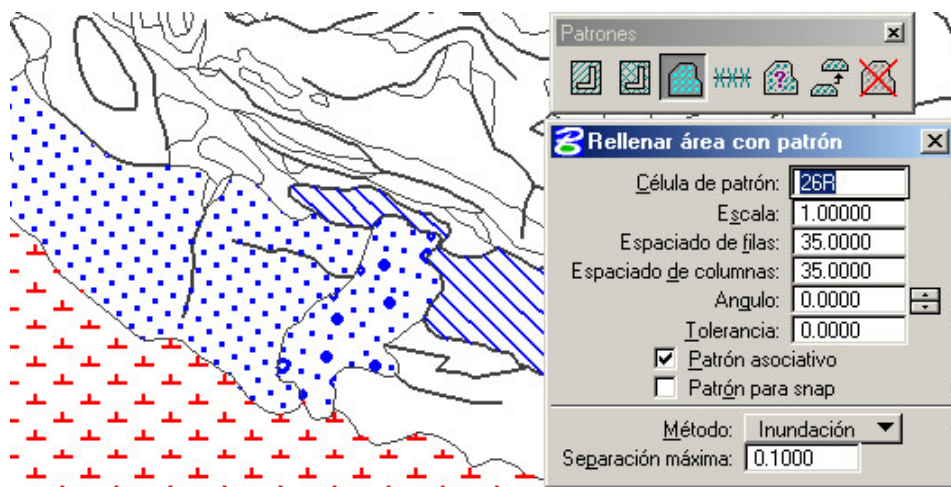 Patrones
Rellenar área con patrón
Célula de patrón: 26R
Escala: 1.00000
Espaciado de filas: 35.0000
Espaciado de columnas: 35.0000
Angulo: 0.0000
Tolerancia: 0.0000
Patrón asociativo
Patrón para snap
Método: Inundación
Separación máxima: 0.1000